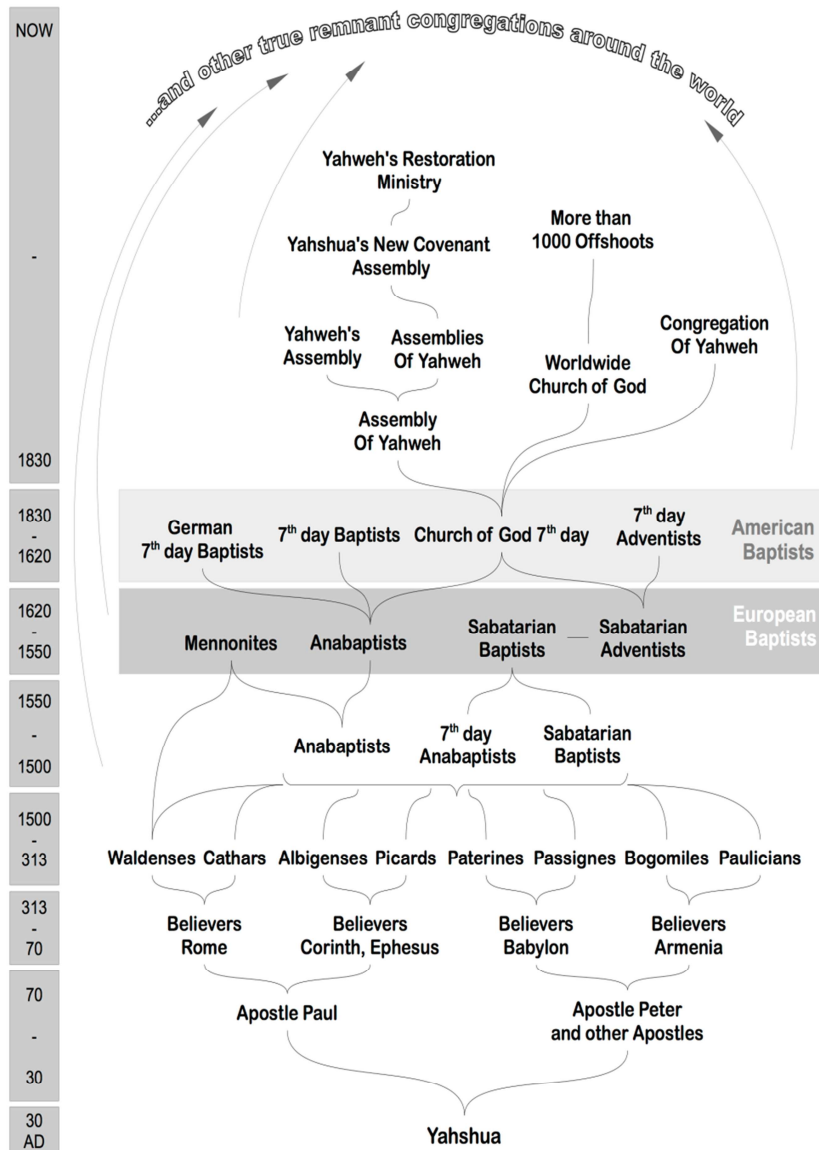 NOW
...and other true remnant congregations around the world
Yahweh's Restoration
Ministry
More than
1000 Offshoots
-
Yahshua's New Covenant
Assembly
Congregation
Of Yahweh
Yahweh's
Assembly
Assemblies
Of Yahweh
Worldwide
Church of God
Assembly
Of Yahweh
1830
1830
-
1620
German
7th day Baptists
7th day Baptists
Church of God 7th day
7th day
Adventists
American
Baptists
1620
-
1550
Mennonites
Anabaptists
Sabatarian
Baptists
Sabatarian
Adventists
European
Baptists
1550
-
1500
Anabaptists
7th day
Anabaptists
Sabatarian
Baptists
1500
-
313
Waldenses
Cathars
Albigenses
Picards
Paterines
Passignes
Bogomiles
Paulicians
313
-
70
Believers
Rome
Believers
Corinth, Ephesus
Believers
Babylon
Believers
Armenia
70
-
30
Apostle Paul
Apostle Peter
and other Apostles
30
AD
Yahshua